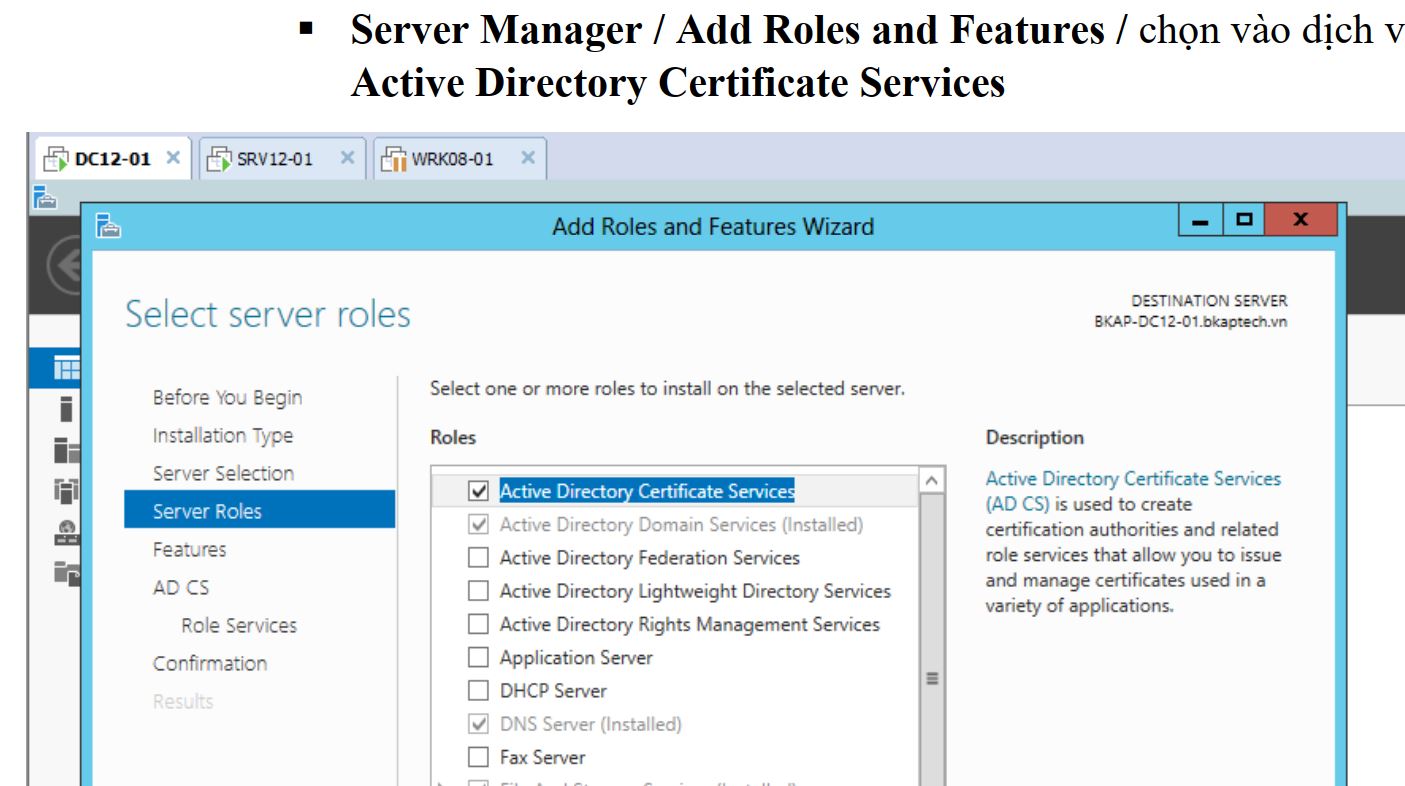 ▪ Server Manager / Add Roles and Features / chọn vào dịch v
Active Directory Certificate Services
DC12-01
SRV12-01
WRK08-01
Add Roles and Features Wizard
Select server roles
DESTINATION SERVER
BKAP-DC12-01.bkaptech.vn
Before You Begin
Installation Type
Server Selection
Server Roles
Features
AD CS
Role Services
Confirmation
Results
Select one or more roles to install on the selected server.
Roles
Active Directory Certificate Services
Active Directory Domain Services (Installed)
Active Directory Federation Services
Active Directory Lightweight Directory Services
Active Directory Rights Management Services
Application Server
DHCP Server
DNS Server (Installed)
Fax Server
Description
Active Directory Certificate Services
(AD CS) is used to create
certification authorities and related
role services that allow you to issue
and manage certificates used in a
variety of applications.